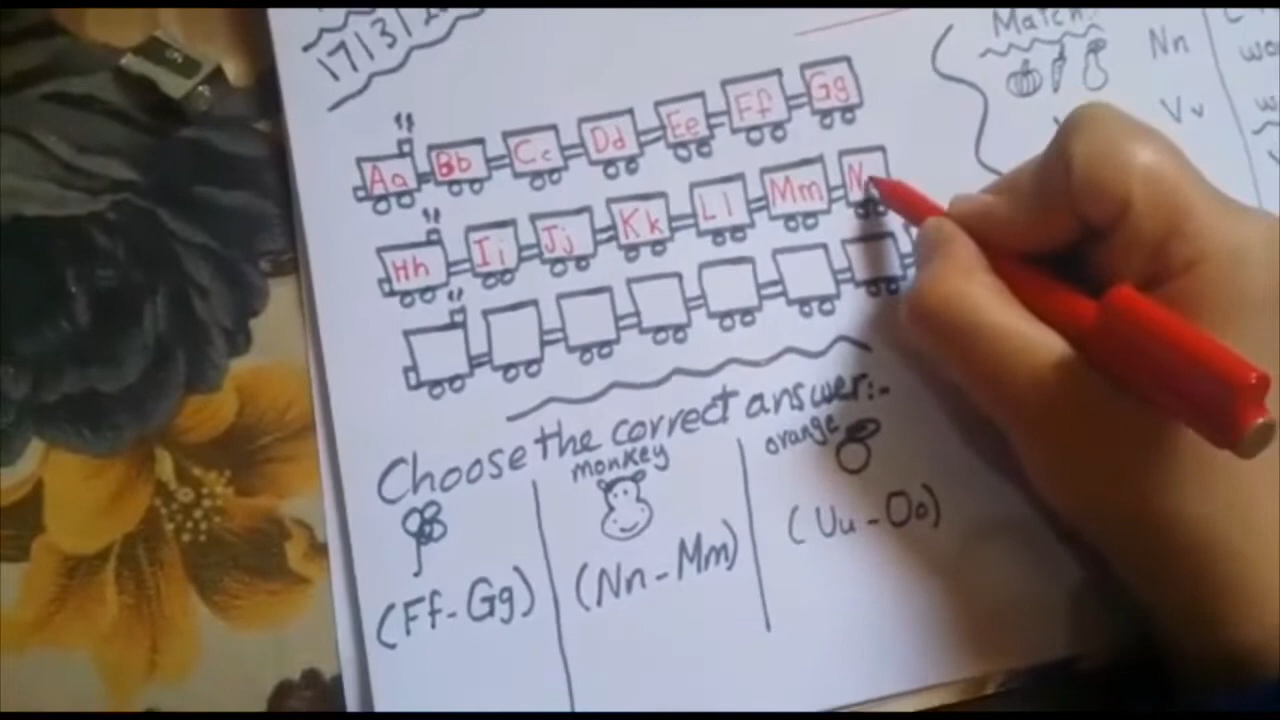 17/3/
Aa Bb Cc Dd Ee Ff Gg
Hh Ii Jj Kk Ll Mm N
Choose the correct answer:-
monkey
orange
(Ff-Gg)
(Nn-Mm)
(Uu-Oo)
Match:
Nn
Vv